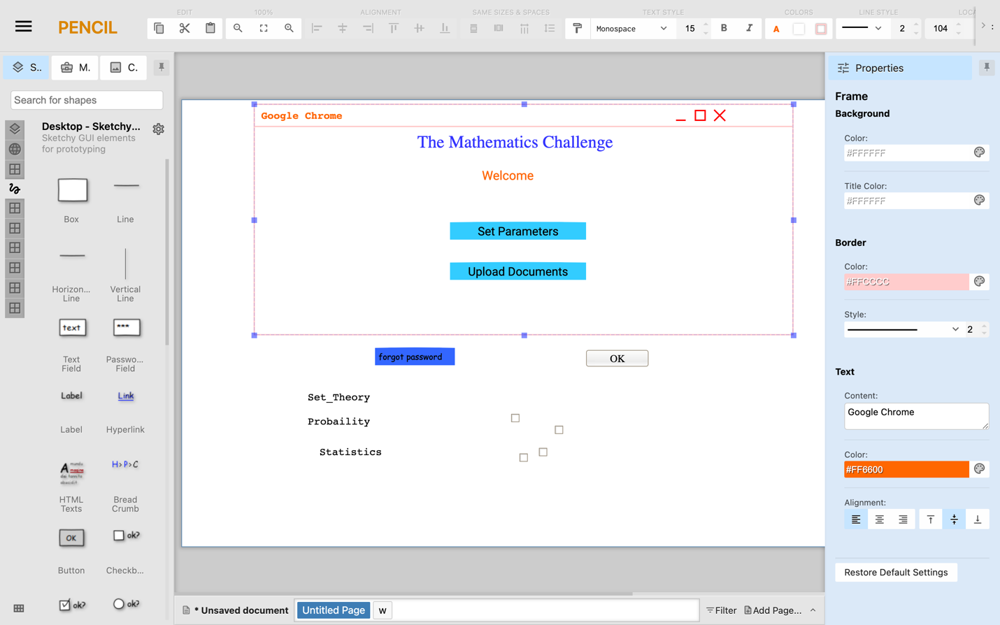 EDIT
100%
ALIGNMENT
SAME SIZES & SPACES
TEXT STYLE
COLORS
LINE STYLE
LOCA
PENCIL
Monospace
15
B
I
A
2
104
S..
M.
C.
Search for shapes
Desktop - Sketchy...
Sketchy GUI elements
for prototyping
Box
Line
Horizon...
Line
Vertical
Line
text
***
Text
Field
Passwo...
Field
Label
Link
Label
Hyperlink
H>P>C
HTML
Texts
Bread
Crumb
OK
ok?
Button
Checkb...
ok?
ok?
Google Chrome
The Mathematics Challenge
Welcome
Set Parameters
Upload Documents
forgot password
OK
Set_Theory
Probaility
Statistics
* Unsaved document
Untitled Page
w
Filter
Add Page...
Properties
Frame
Background
Color:
#FFFFFF
Title Color:
#FFFFFF
Border
Color:
#FFCCCC
Style:
2
Text
Content:
Google Chrome
Color:
#FF6600
Alignment:
Restore Default Settings